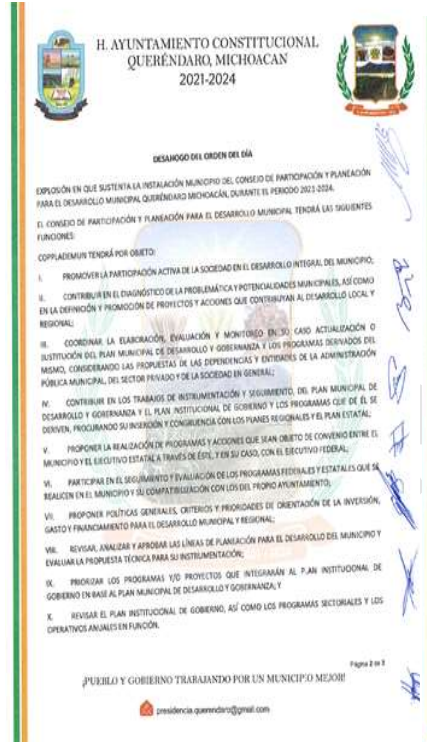 H. AYUNTAMIENTO CONSTITUCIONAL
QUERÉNDARO, MICHOACAN
2021-2024
DESAHOGO DEL ORDEN DEL DÍA
EXPLOSIÓN EN QUE SUSTENTA LA INSTALACIÓN MUNICIPIO DEL CONSEJO DE PARTICIPACIÓN Y PLANEACIÓN
PARA EL DESARROLLO MUNICIPAL QUERÉNDARO MICHOACÁN, DURANTE EL PERIODO 2021-2024.
EL CONSEJO DE PARTICIPACIÓN Y PLANEACIÓN PARA EL DESARROLLO MUNICIPAL TENDRÁ LAS SIGUIENTES
FUNCIONES:
COPPLADEMUN TENDRÁ POR OBJETO:
I. PROMOVER LA PARTICIPACIÓN ACTIVA DE LA SOCIEDAD EN EL DESARROLLO INTEGRAL DEL MUNICIPIO;
II. CONTRIBUIR EN EL DIAGNÓSTICO DE LA PROBLEMÁTICA Y POTENCIALIDADES MUNICIPALES, ASÍ COMO
EN LA DEFINICIÓN Y PROMOCIÓN DE PROYECTOS Y ACCIONES QUE CONTRIBUYAN AL DESARROLLO LOCAL Y
REGIONAL;
III. COORDINAR LA ELABORACIÓN, EVALUACIÓN Y MONITOREO EN SU CASO ACTUALIZACIÓN O
SUSTITUCIÓN DEL PLAN MUNICIPAL DE DESARROLLO Y GOBERNANZA Y LOS PROGRAMAS DERIVADOS DEL
MISMO, CONSIDERANDO LAS PROPUESTAS DE LAS DEPENDENCIAS Y ENTIDADES DE LA ADMINISTRACIÓN
PÚBLICA MUNICIPAL, DEL SECTOR PRIVADO Y DE LA SOCIEDAD EN GENERAL;
IV. CONTRIBUIR EN LOS TRABAJOS DE INSTRUMENTACIÓN Y SEGUIMIENTO, DEL PLAN MUNICIPAL DE
DESARROLLO Y GOBERNANZA Y EL PLAN INSTITUCIONAL DE GOBIERNO Y LOS PROGRAMAS QUE DE ÉL SE
DERIVEN, PROCURANDO SU INSERCIÓN Y CONGRUENCIA CON LOS PLANES REGIONALES Y EL PLAN ESTATAL;
V. PROPONER LA REALIZACIÓN DE PROGRAMAS Y ACCIONES QUE SEAN OBJETO DE CONVENIO ENTRE EL
MUNICIPIO Y EL EJECUTIVO ESTATAL A TRAVÉS DE ÉSTE, Y EN SU CASO, CON EL EJECUTIVO FEDERAL;
VI. PARTICIPAR EN EL SEGUIMIENTO Y EVALUACIÓN DE LOS PROGRAMAS FEDERALES Y ESTATALES QUE SE
REALICEN EN EL MUNICIPIO Y SU COMPATIBILIZACIÓN CON LOS DEL PROPIO AYUNTAMIENTO;
VII. PROPONER POLÍTICAS GENERALES, CRITERIOS Y PRIORIDADES DE ORIENTACIÓN DE LA INVERSIÓN,
GASTO Y FINANCIAMIENTO PARA EL DESARROLLO MUNICIPAL Y REGIONAL;
VIII. REVISAR, ANALIZAR Y APROBAR LAS LÍNEAS DE PLANEACIÓN PARA EL DESARROLLO DEL MUNICIPIO Y
EVALUAR LA PROPUESTA TÉCNICA PARA SU INSTRUMENTACIÓN;
IX. PRIORIZAR LOS PROGRAMAS Y/O PROYECTOS QUE INTEGRARÁN AL PLAN INSTITUCIONAL DE
GOBIERNO EN BASE AL PLAN MUNICIPAL DE DESARROLLO Y GOBERNANZA; Y
X. REVISAR EL PLAN INSTITUCIONAL DE GOBIERNO, ASÍ COMO LOS PROGRAMAS SECTORIALES Y LOS
OPERATIVOS ANUALES EN FUNCIÓN.
Página 2 de 3
¡PUEBLO Y GOBIERNO TRABAJANDO POR UN MUNICIPIO MEJOR!
presidencia.querendaro@gmail.com